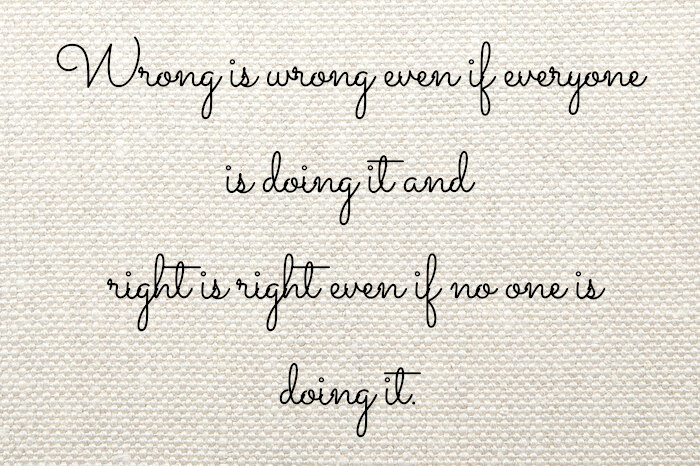 Wrong is wrong even if everyone
is doing it and
right is right even if no one is
doing it.